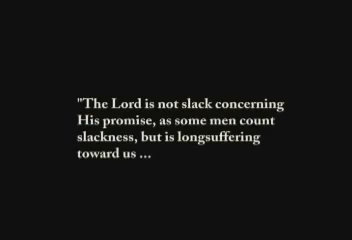 "The Lord is not slack concerning
His promise, as some men count
slackness, but is longsuffering
toward us ...